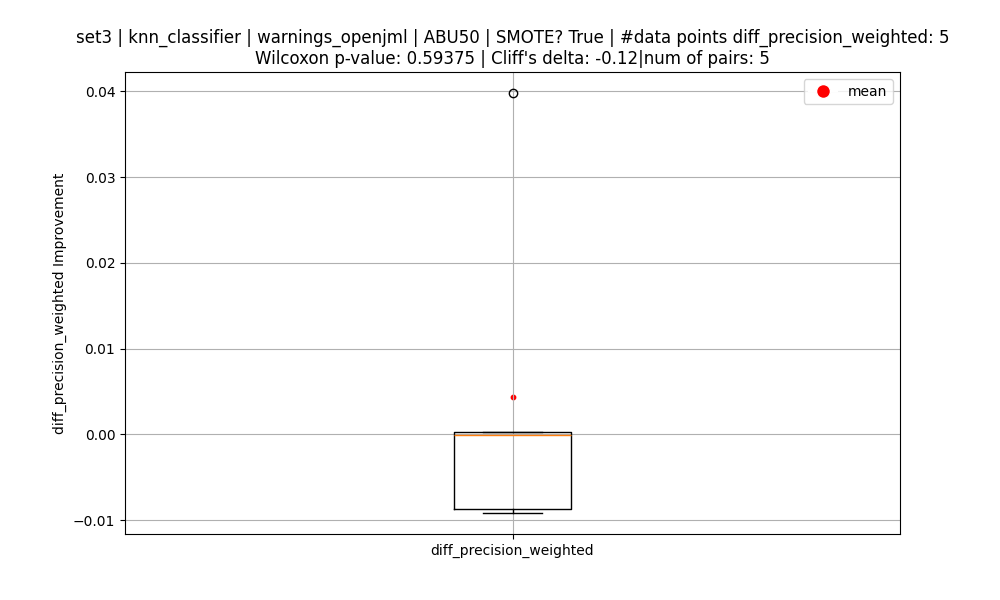 set3 | knn_classifier | warnings_openjml | ABU50 | SMOTE? True | #data points diff_precision_weighted: 5
Wilcoxon p-value: 0.59375 | Cliff's delta: -0.12|num of pairs: 5
mean
0.04
0.03
0.02
0.01
0.00
−0.01
diff_precision_weighted Improvement
diff_precision_weighted